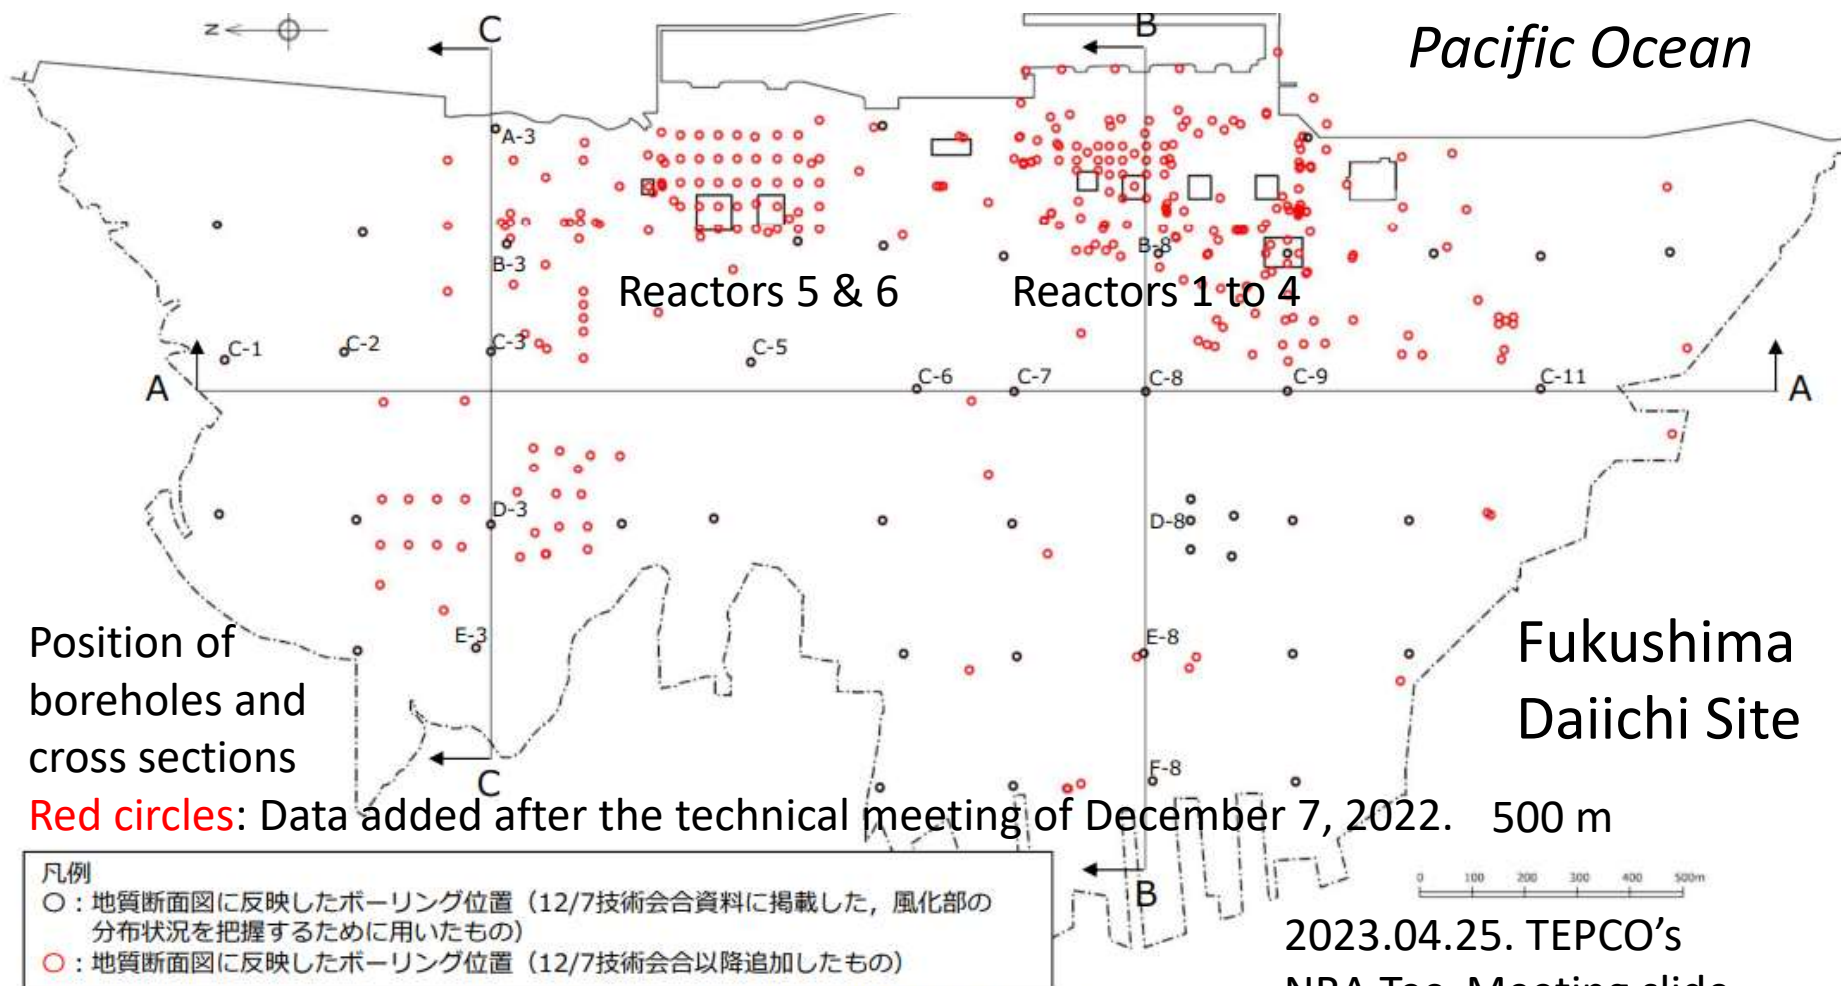 N
C
B
Pacific Ocean
A-3
B-3
B-8
Reactors 5 & 6
Reactors 1 to 4
C-1
C-2
C-3
C-5
C-6
C-7
C-8
C-9
C-11
A
A
D-3
D-8
E-3
E-8
Position of
boreholes and
cross sections
Fukushima
Daiichi Site
F-8
C
Red circles: Data added after the technical meeting of December 7, 2022.
500 m
0 100 200 300 400 500m
B
凡例
○：地質断面図に反映したボーリング位置（12/7技術会合資料に掲載した，風化部の
分布状況を把握するために用いたもの）
○：地質断面図に反映したボーリング位置（12/7技術会合以降追加したもの）
2023.04.25. TEPCO's
NRA Tec. Meeting slide